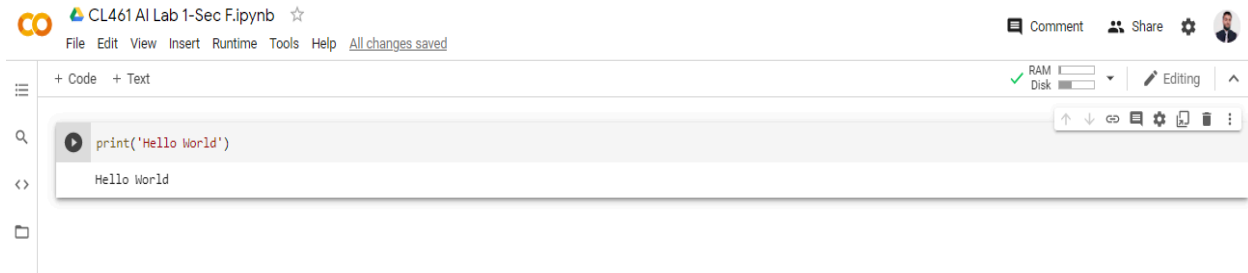 CL461 AI Lab 1-Sec F.ipynb
File Edit View Insert Runtime Tools Help All changes saved
Comment Share
+ Code + Text
RAM
Disk
Editing
print('Hello World')
Hello World